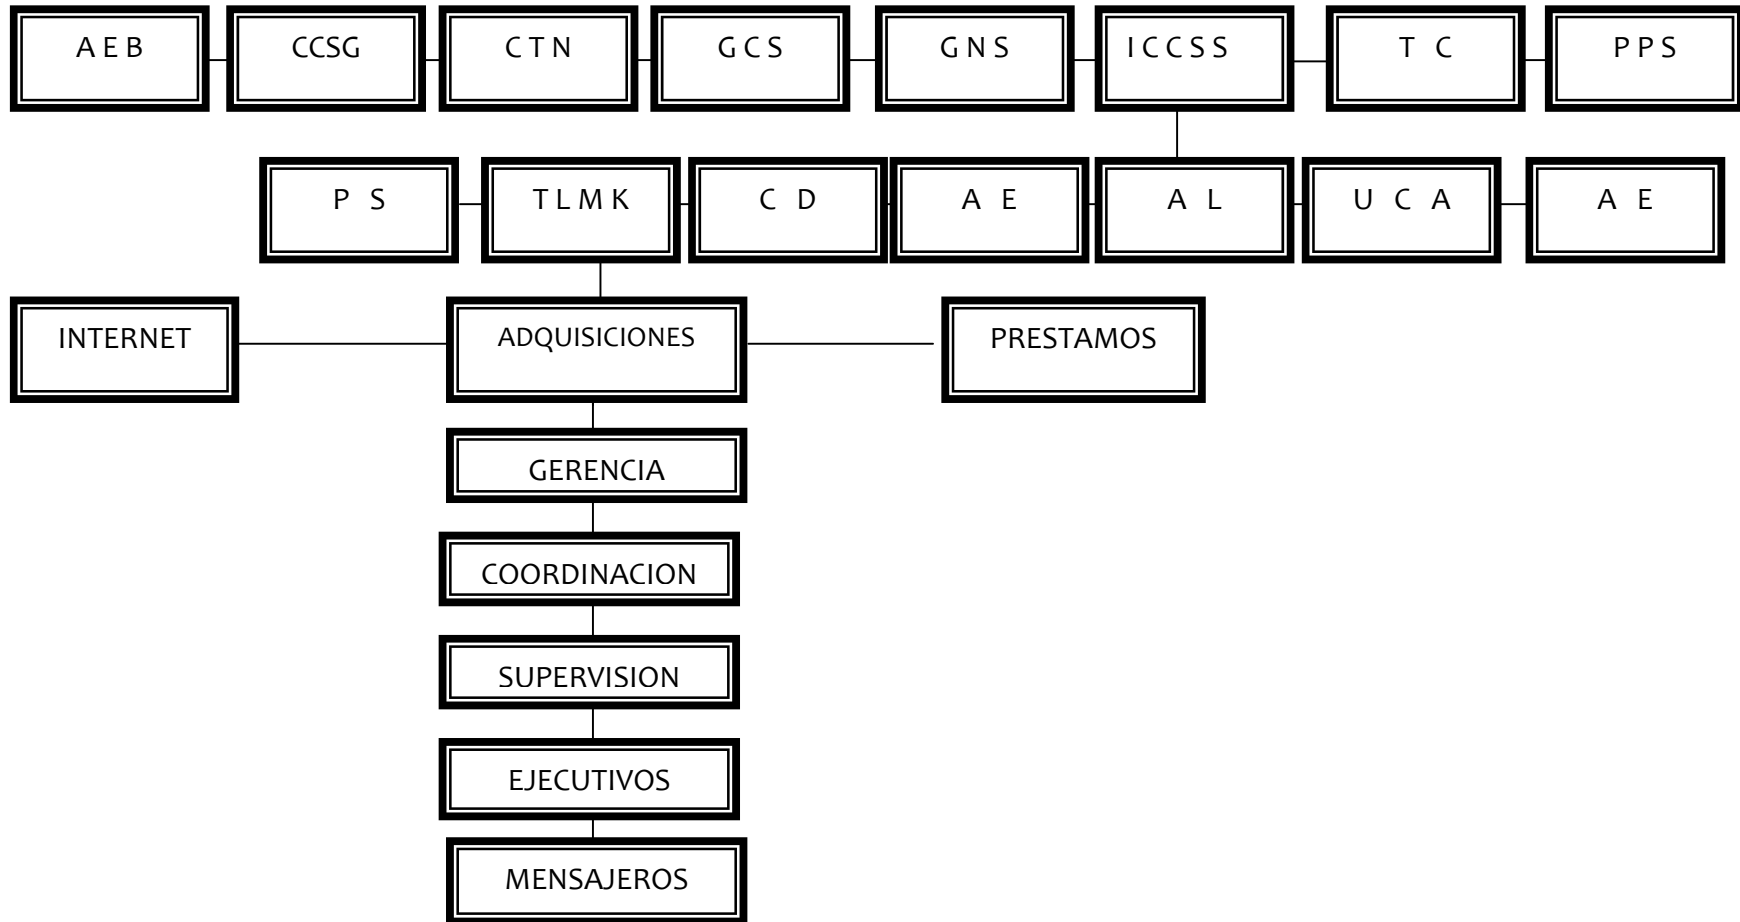 A E B
CCSG
C T N
G C S
G N S
I C C S S
T C
P P S
P S
T L M K
C D
A E
A L
U C A
A E
INTERNET
ADQUISICIONES
PRESTAMOS
GERENCIA
COORDINACION
SUPERVISION
EJECUTIVOS
MENSAJEROS